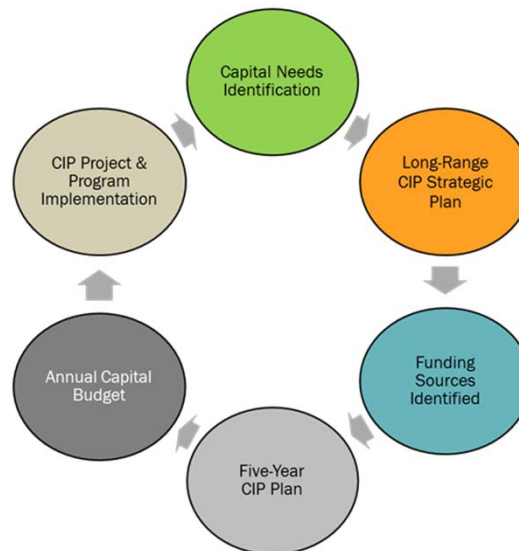 Capital Needs
Identification
Long-Range
CIP Strategic
Plan
Funding
Sources
Identified
Five-Year
CIP Plan
Annual Capital
Budget
CIP Project &
Program
Implementation